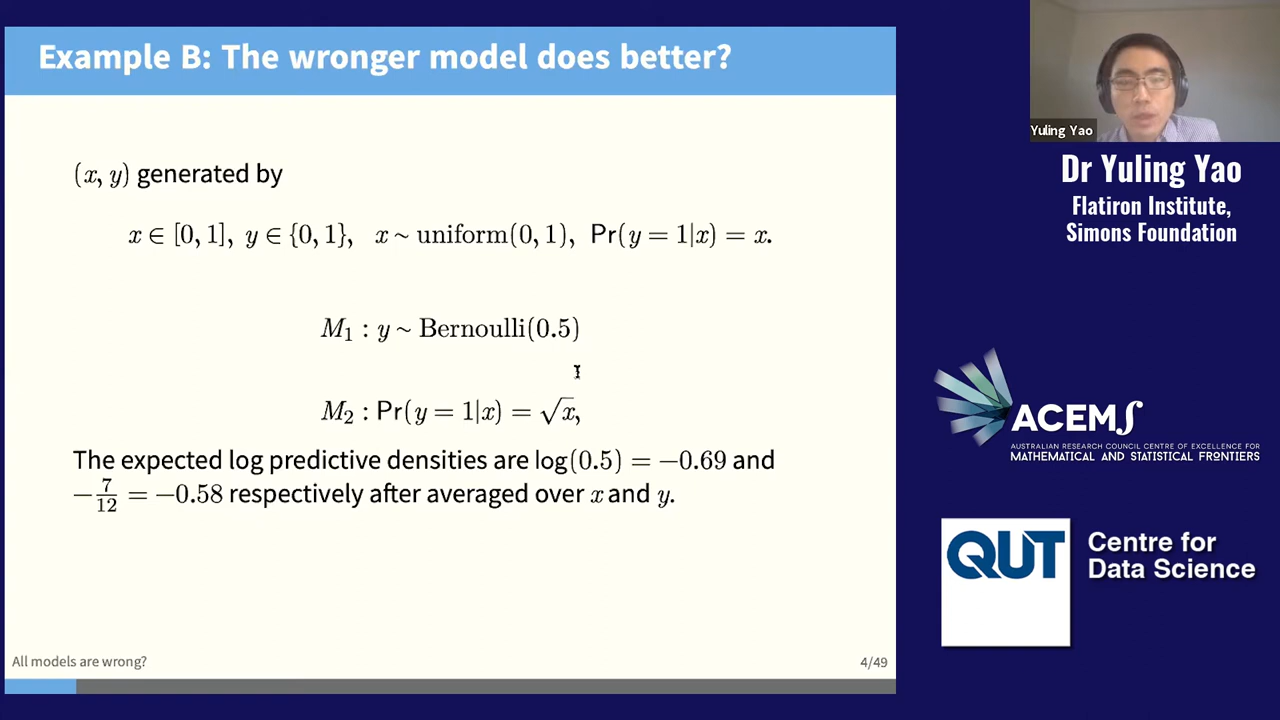 Example B: The wronger model does better?
(x, y) generated by
x ∈ [0, 1], y ∈ {0, 1}, x ~ uniform(0, 1), Pr(y = 1|x) = x.
M₁ : y ~ Bernoulli(0.5)
M₂ : Pr(y = 1|x) = √x,
The expected log predictive densities are log(0.5) = −0.69 and
−7/12 = −0.58 respectively after averaged over x and y.
All models are wrong?
4/49
Yuling Yao
Dr Yuling Yao
Flatiron Institute,
Simons Foundation
ACEMS
AUSTRALIAN RESEARCH COUNCIL CENTRE OF EXCELLENCE FOR
MATHEMATICAL AND STATISTICAL FRONTIERS
QUT
Centre for
Data Science